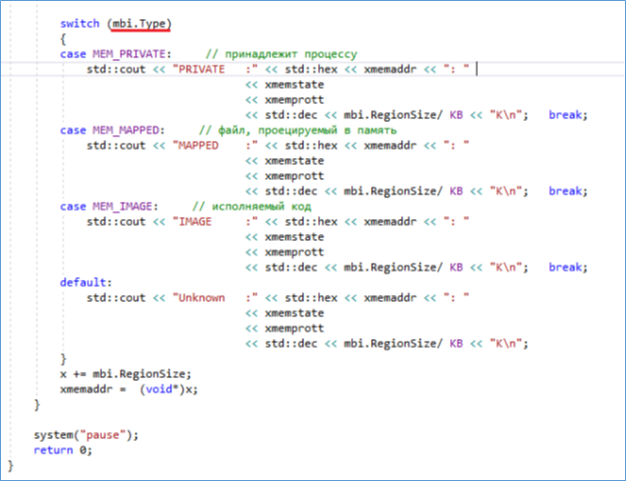 switch (mbi.Type)
{
case MEM_PRIVATE:     // принадлежит процессу
    std::cout << "PRIVATE   :" << std::hex << xmemaddr << ": "
                            << xmemstate
                            << xmemprott
                            << std::dec << mbi.RegionSize/ KB << "K\n";   break;
case MEM_MAPPED:    // файл, проецируемый в память
    std::cout << "MAPPED    :" << std::hex << xmemaddr << ": "
                            << xmemstate
                            << xmemprott
                            << std::dec << mbi.RegionSize/ KB << "K\n";   break;
case MEM_IMAGE:     // исполняемый код
    std::cout << "IMAGE     :" << std::hex << xmemaddr << ": "
                            << xmemstate
                            << xmemprott
                            << std::dec << mbi.RegionSize/ KB << "K\n";   break;
default:
    std::cout << "Unknown   :" << std::hex << xmemaddr << ": "
                            << xmemstate
                            << xmemprott
                            << std::dec << mbi.RegionSize/ KB << "K\n";
}
x += mbi.RegionSize;
xmemaddr =  (void*)x;
}
system("pause");
return 0;
}